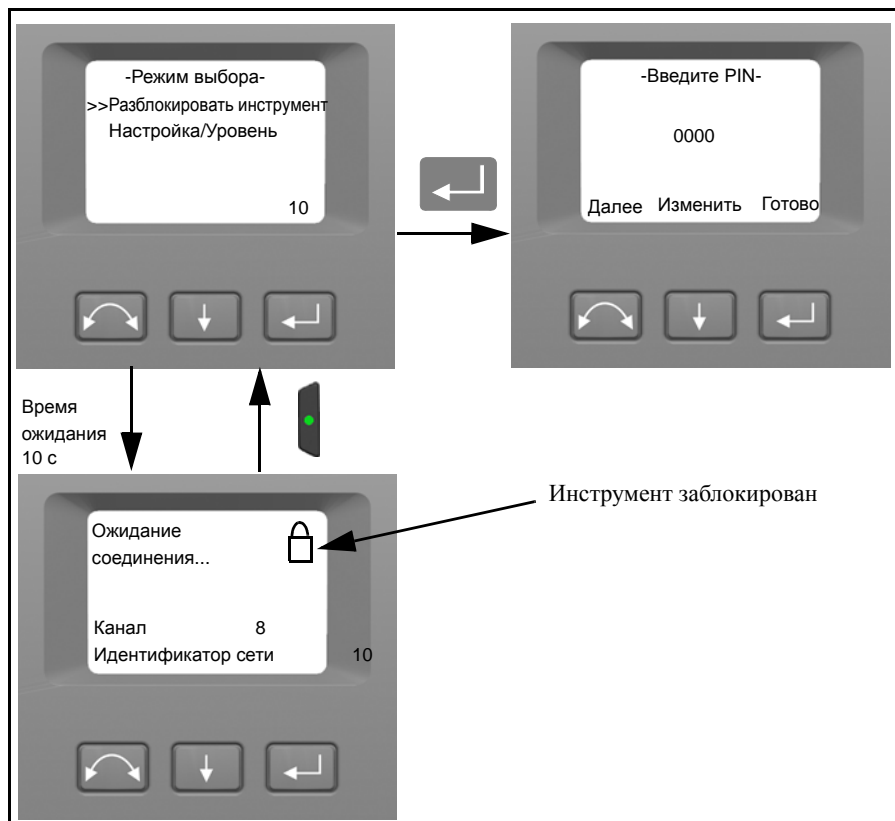 -Режим выбора-
>>Разблокировать инструмент
Настройка/Уровень
10
-Введите PIN-
0000
Далее Изменить Готово
Время
ожидания
10 с
Инструмент заблокирован
Ожидание
соединения...
Канал 8
Идентификатор сети 10